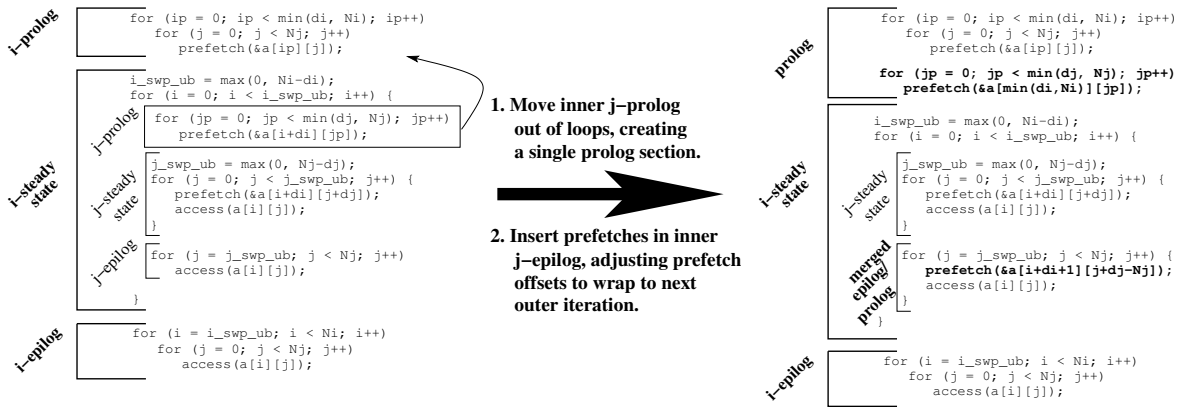 i-prolog
for (ip = 0; ip < min(di, Ni); ip++)
for (j = 0; j < Nj; j++)
prefetch(&a[ip][j]);
i-steady
state
i_swp_ub = max(0, Ni-di);
for (i = 0; i < i_swp_ub; i++) {
j-prolog
for (jp = 0; jp < min(dj, Nj); jp++)
prefetch(&a[i+di][jp]);
j-steady
state
j_swp_ub = max(0, Nj-dj);
for (j = 0; j < j_swp_ub; j++) {
prefetch(&a[i+di][j+dj]);
access(a[i][j]);
}
j-epilog
for (j = j_swp_ub; j < Nj; j++)
access(a[i][j]);
}
i-epilog
for (i = i_swp_ub; i < Ni; i++)
for (j = 0; j < Nj; j++)
access(a[i][j]);
1. Move inner j-prolog
out of loops, creating
a single prolog section.
2. Insert prefetches in inner
j-epilog, adjusting prefetch
offsets to wrap to next
outer iteration.
prolog
for (ip = 0; ip < min(di, Ni); ip++)
for (j = 0; j < Nj; j++)
prefetch(&a[ip][j]);
for (jp = 0; jp < min(dj, Nj); jp++)
prefetch(&a[min(di,Ni)][jp]);
i-steady
state
i_swp_ub = max(0, Ni-di);
for (i = 0; i < i_swp_ub; i++) {
j-steady
state
j_swp_ub = max(0, Nj-dj);
for (j = 0; j < j_swp_ub; j++) {
prefetch(&a[i+di][j+dj]);
access(a[i][j]);
}
merged
epilog/
prolog
for (j = j_swp_ub; j < Nj; j++) {
prefetch(&a[i+di+1][j+dj-Nj]);
access(a[i][j]);
}
}
i-epilog
for (i = i_swp_ub; i < Ni; i++)
for (j = 0; j < Nj; j++)
access(a[i][j]);